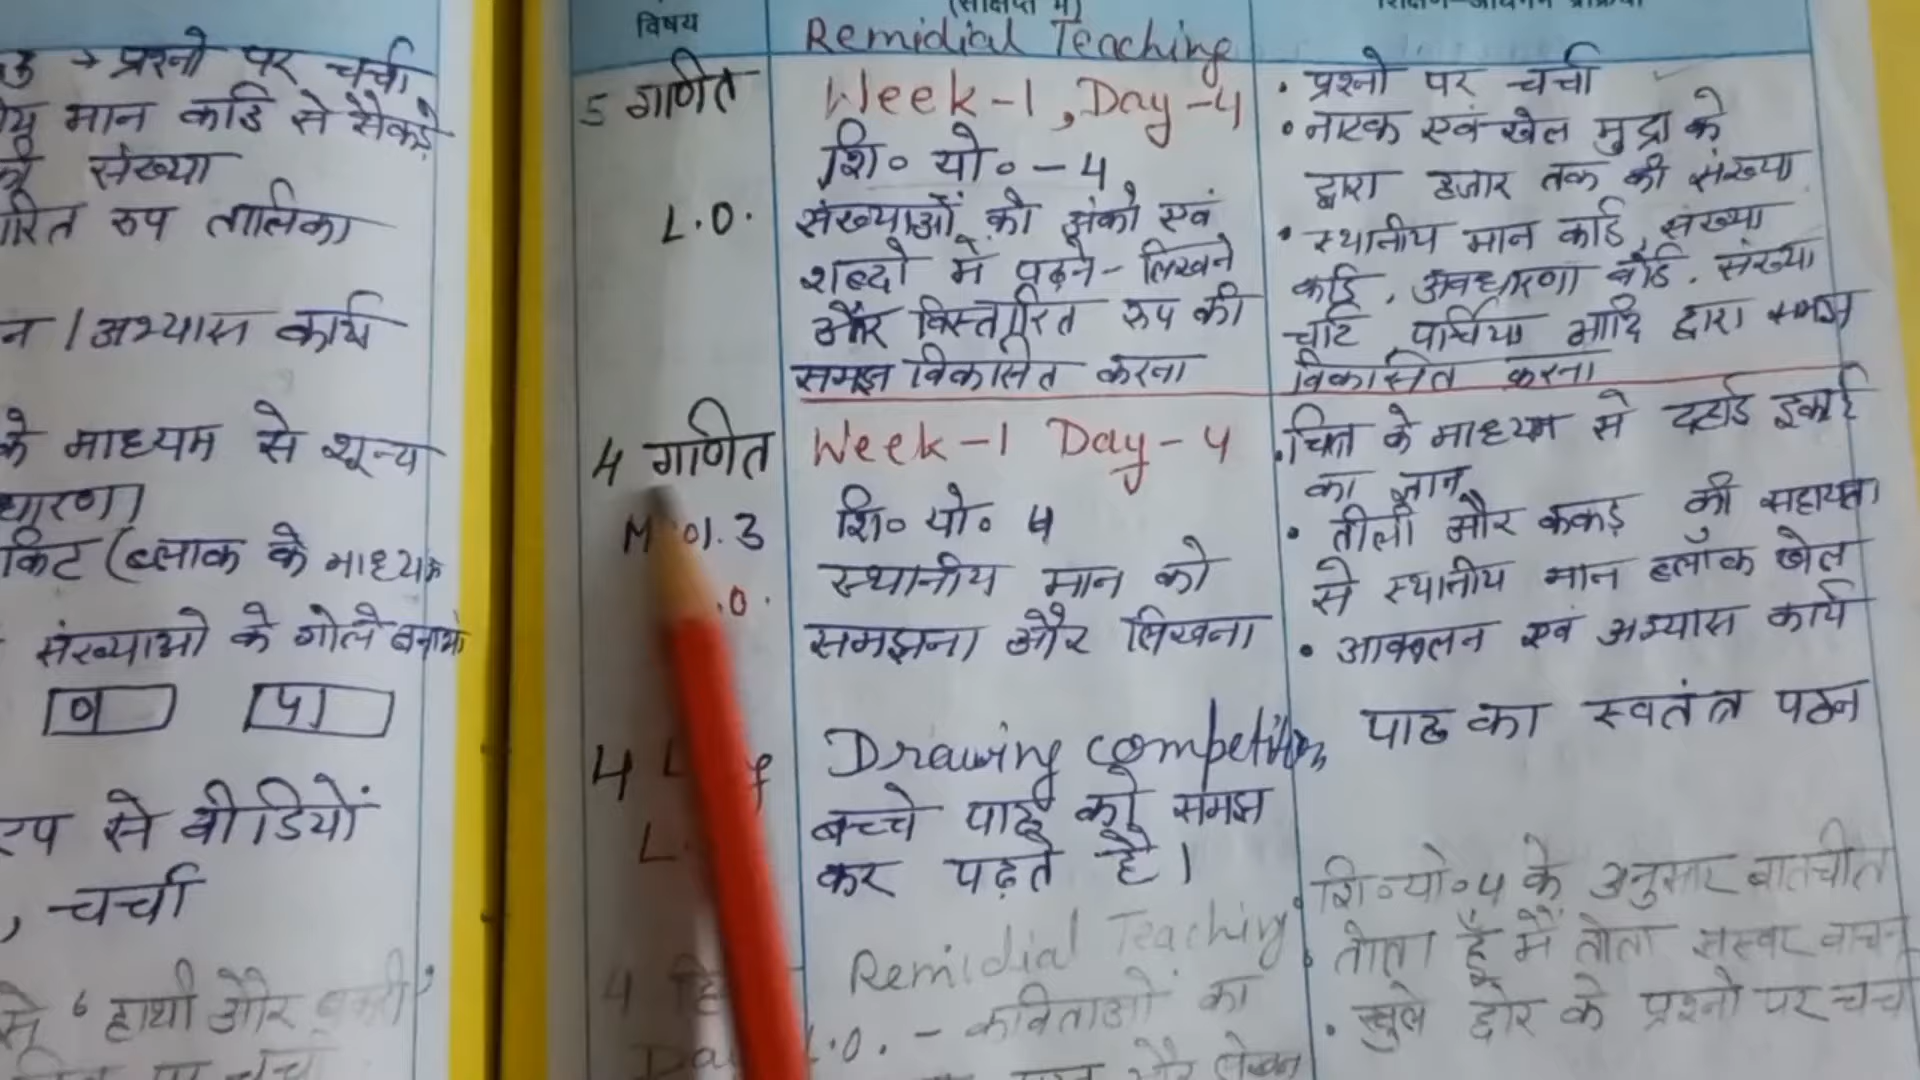 उ → प्रश्नो पर चर्चा
मान कार्ड से सैकड़े
संख्या
रित रुप तालिका
न / अभ्यास कार्य
के माध्यम से शून्य
धारणा
किट (ब्लाक के माध्यम
संख्याओ के गोले बनाओ
से वीडियों
, चर्चा
से ‘हाथी और
विषय
(संक्षिप्त में)
Remidial Teaching
5 गणित
L.O.
Week-1, Day-4
शि० यो० - 4
संख्याओं को अंको एवं
शब्दो में पढ़ने - लिखने
और विस्तारित रुप की
समझ विकसित करना
• प्रश्नो पर चर्चा
• नाटक एवं खेल मुद्रा के
द्वारा हजार तक की संख्या
• स्थानीय मान कार्ड, संख्या
कार्ड, अवधारणा बोर्ड. संख्या
चार्ट पर्चिया आदि द्वारा समझ
विकसित करना
4 गणित
.3
.O.
Week-1 Day-4
शि० यो० 4
स्थानीय मान को
समझना और लिखना
• चित्र के माध्यम से दहाई इकाई
का ज्ञान
• तीली और ककड़ की सहायता
से स्थानीय मान ब्लॉक खेल
• आकलन एवं अभ्यास कार्य
4
L.
Drawing competition
बच्चे पाठ को समझ
कर पढ़ते है।
पाठ का स्वतंत्र पठन
4
Remidial Teaching
L.O. - कविताओं का
• शि०यो०4 के अनुसार बातचीत
• तोता हूँ मैं तोता सस्वर वाचन
• खुले छोर के प्रश्नो पर चर्चा